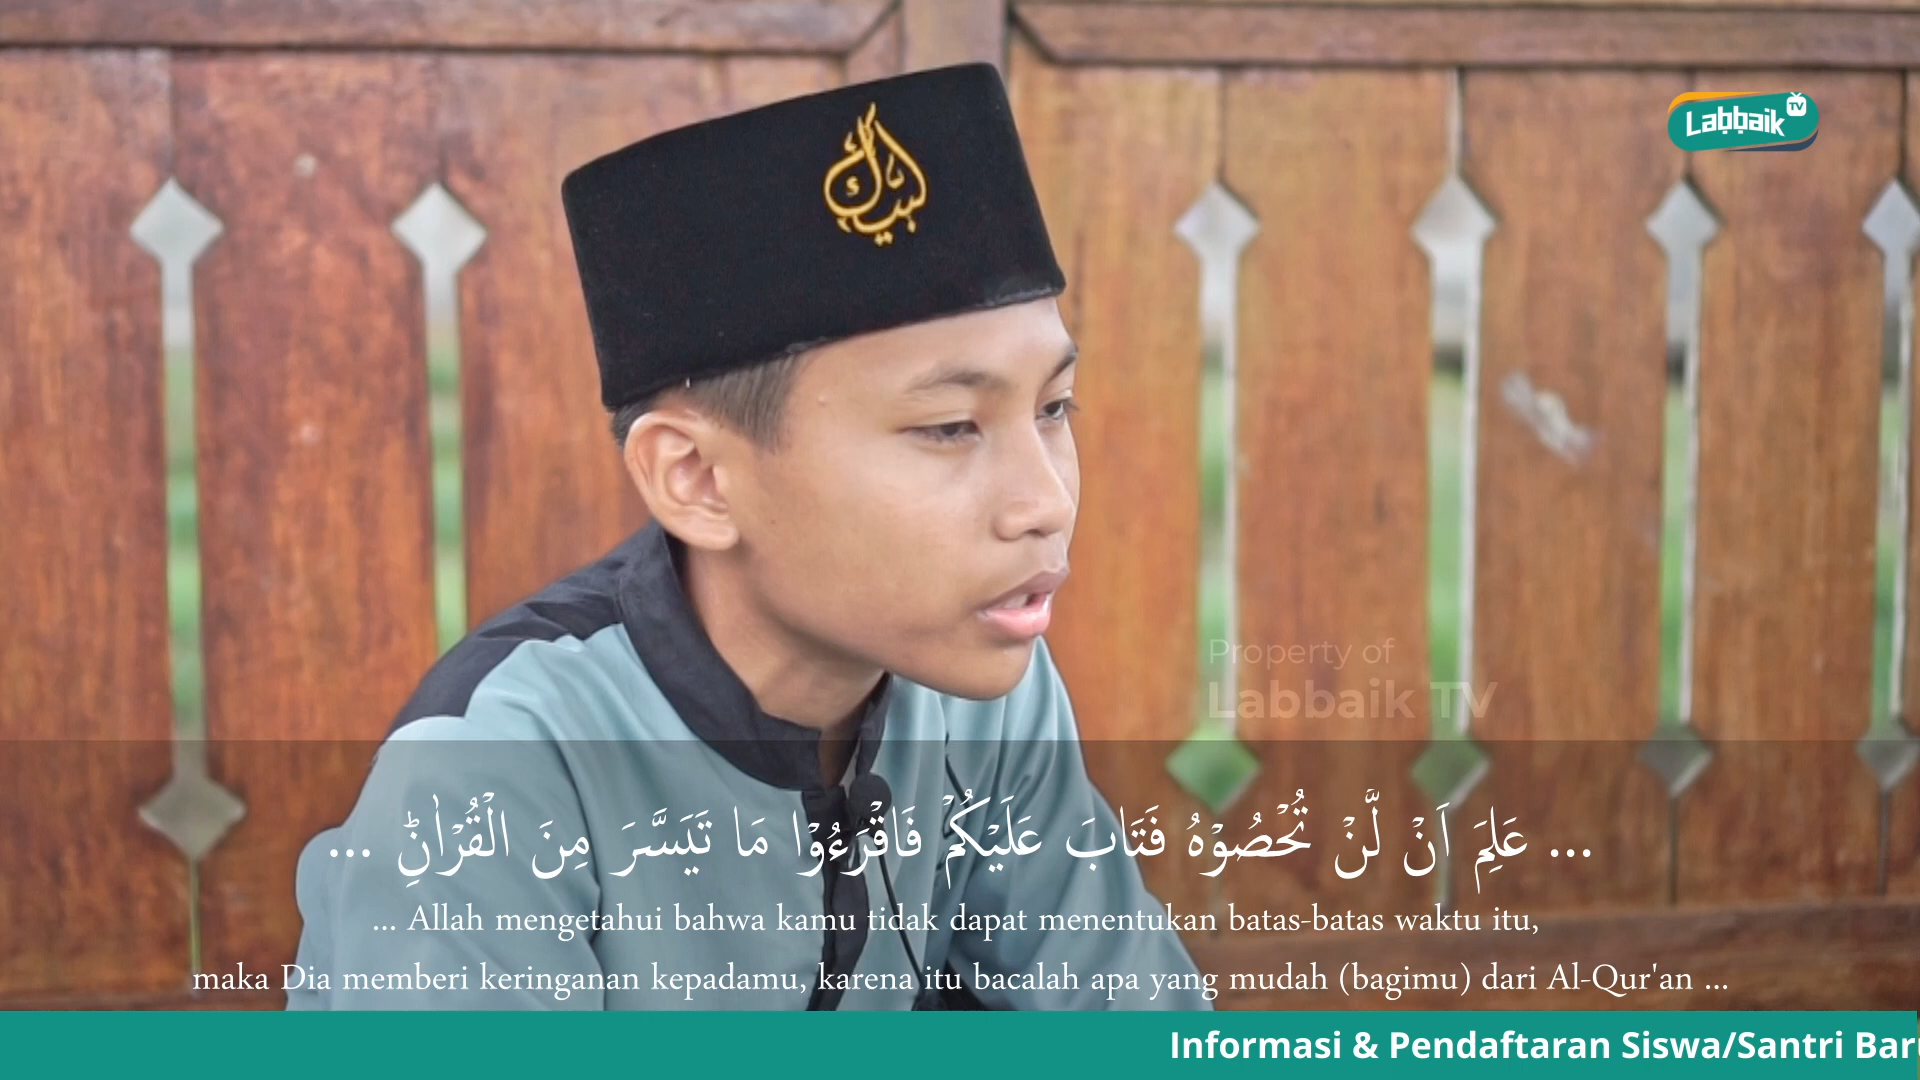 لبيك
Labbaik TV
Property of
Labbaik TV
... عَلِمَ اَنْ لَّنْ تُحْصُوْهُ فَتَابَ عَلَيْكُمْ فَاقْرَءُوْا مَا تَيَسَّرَ مِنَ الْقُرْاٰنِۗ ...
... Allah mengetahui bahwa kamu tidak dapat menentukan batas-batas waktu itu,
maka Dia memberi keringanan kepadamu, karena itu bacalah apa yang mudah (bagimu) dari Al-Qur'an ...
Informasi & Pendaftaran Siswa/Santri Baru